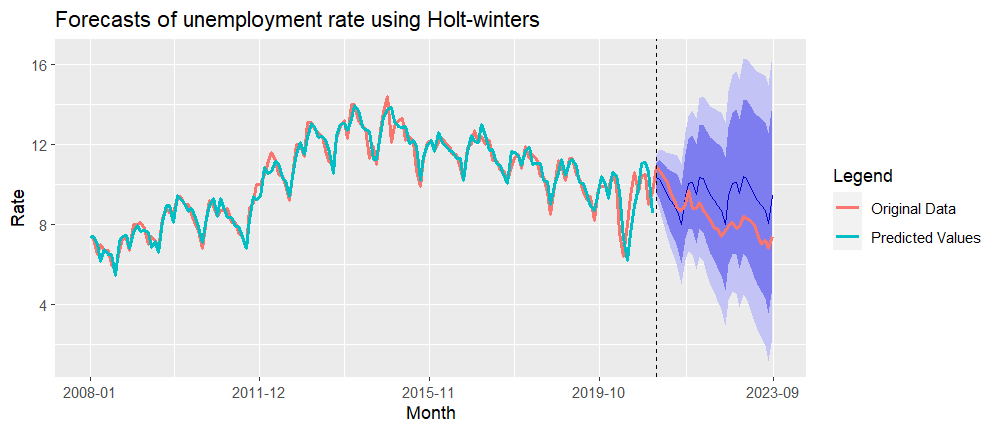 Forecasts of unemployment rate using Holt-winters
Rate
16
12
8
4
2008-01
2011-12
2015-11
2019-10
2023-09
Month
Legend
Original Data
Predicted Values